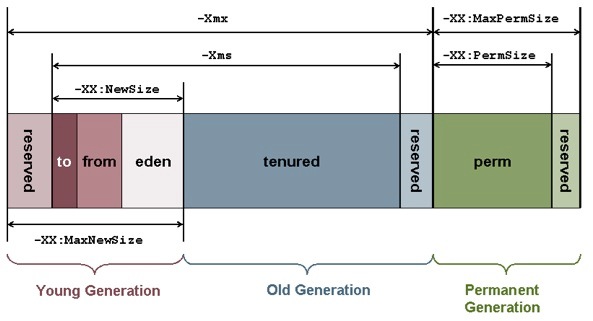 -Xmx
-XX:MaxPermSize
-Xms
-XX:PermSize
-XX:NewSize
reserved
to
from
eden
tenured
reserved
perm
reserved
-XX:MaxNewSize
Young Generation
Old Generation
Permanent
Generation